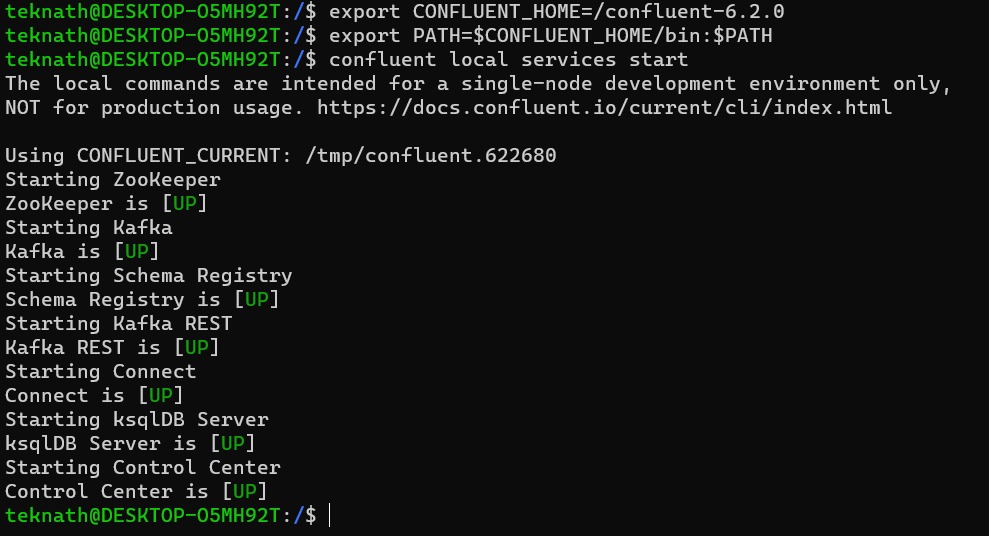 teknath@DESKTOP-O5MH92T:/$ export CONFLUENT_HOME=/confluent-6.2.0
teknath@DESKTOP-O5MH92T:/$ export PATH=$CONFLUENT_HOME/bin:$PATH
teknath@DESKTOP-O5MH92T:/$ confluent local services start
The local commands are intended for a single-node development environment only,
NOT for production usage. https://docs.confluent.io/current/cli/index.html

Using CONFLUENT_CURRENT: /tmp/confluent.622680
Starting ZooKeeper
ZooKeeper is [UP]
Starting Kafka
Kafka is [UP]
Starting Schema Registry
Schema Registry is [UP]
Starting Kafka REST
Kafka REST is [UP]
Starting Connect
Connect is [UP]
Starting ksqlDB Server
ksqlDB Server is [UP]
Starting Control Center
Control Center is [UP]
teknath@DESKTOP-O5MH92T:/$